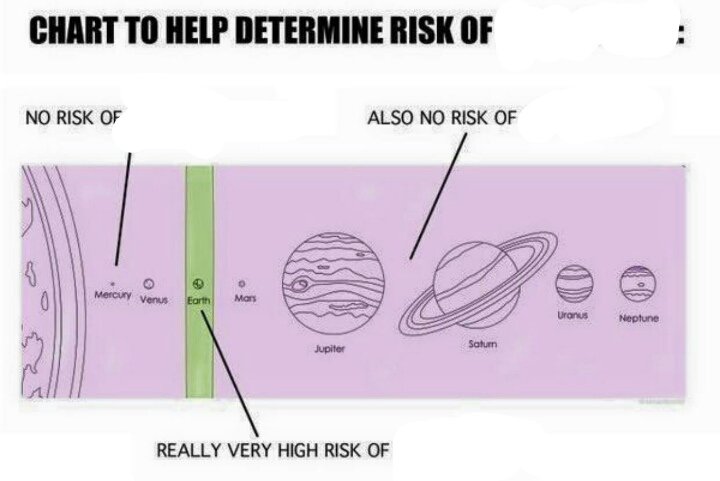 CHART TO HELP DETERMINE RISK OF :
NO RISK OF
ALSO NO RISK OF
Mercury
Venus
Earth
Mars
Jupiter
Saturn
Uranus
Neptune
REALLY VERY HIGH RISK OF